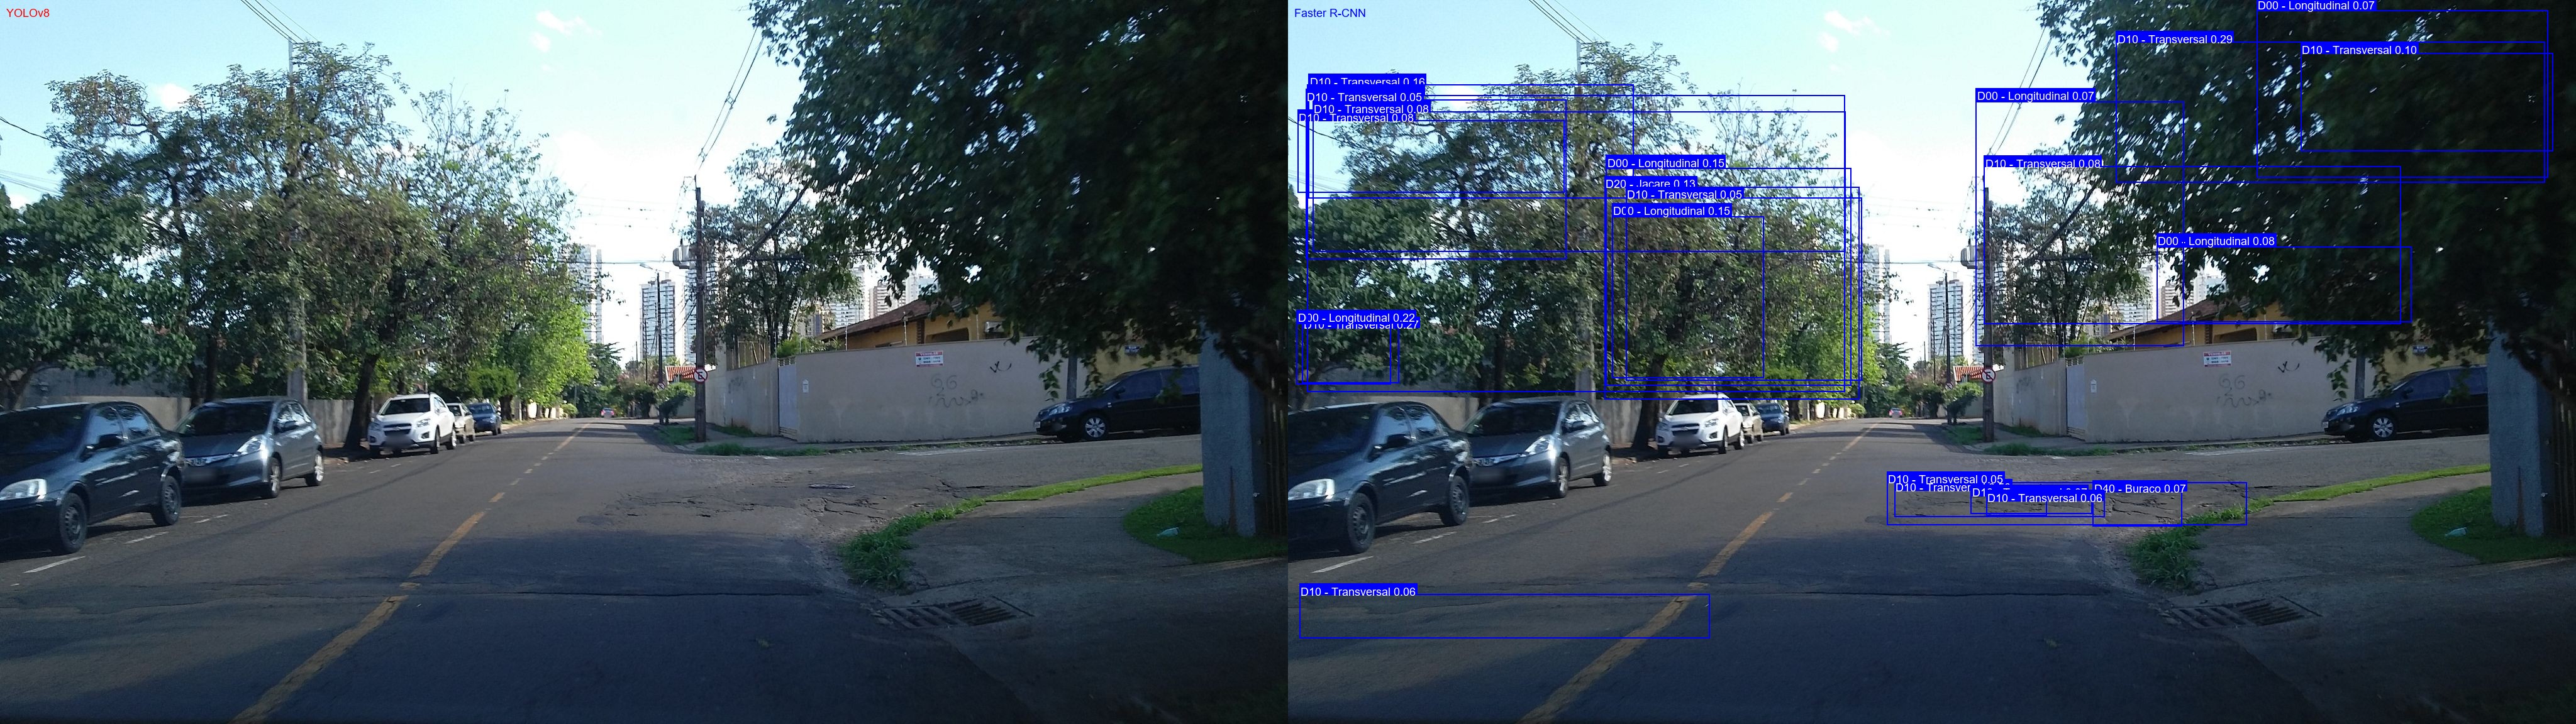 YOLOv8
Faster R-CNN
D00 - Longitudinal 0.07
D10 - Transversal 0.29
D10 - Transversal 0.10
D10 - Transversal 0.16
D10 - Transversal 0.05
D10 - Transversal 0.08
D10 - Transversal 0.08
D00 - Longitudinal 0.07
D00 - Longitudinal 0.15
D10 - Transversal 0.08
D20 - Jacare 0.13
D10 - Transversal 0.05
D00 - Longitudinal 0.15
D00 - Longitudinal 0.08
D00 - Longitudinal 0.22
D10 - Transversal 0.27
D10 - Transversal 0.05
D10 - Transver
D40 - Buraco 0.07
D10 - Transversal 0.06
D10 - Transversal 0.06